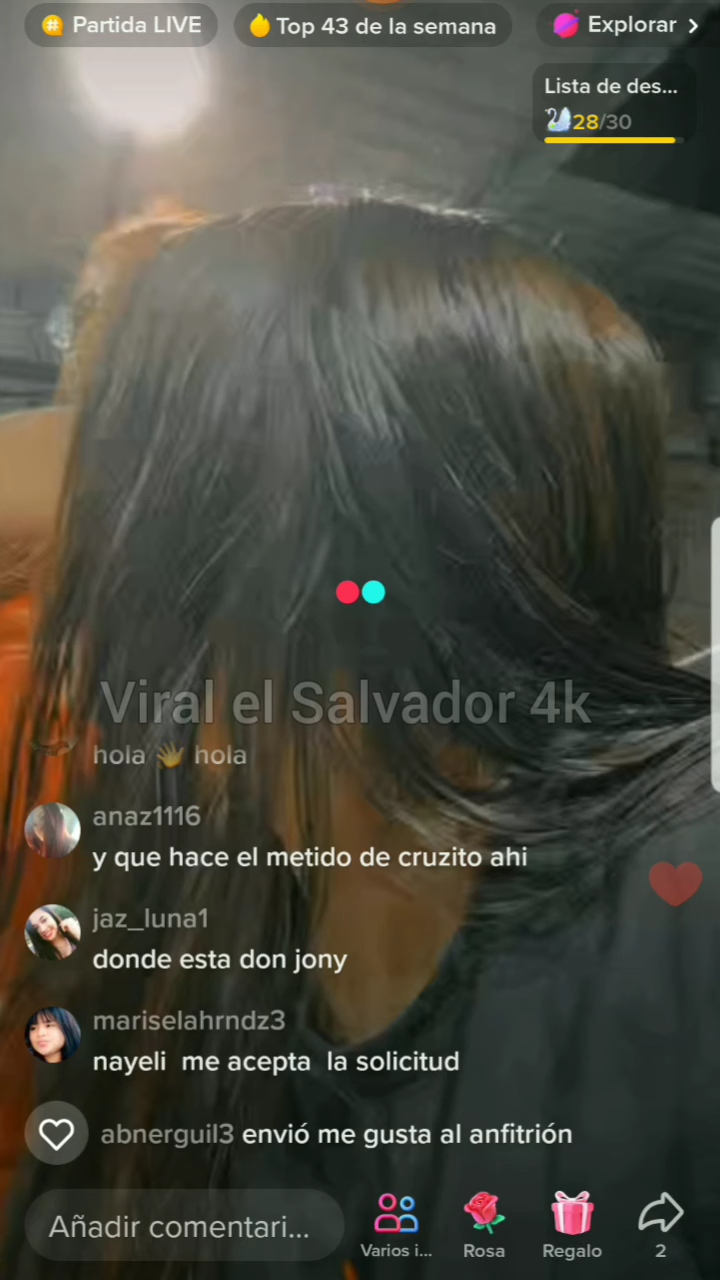 Partida LIVE
Top 43 de la semana
Explorar
Lista de des...
28/30
Viral el Salvador 4k
hola 👋 hola
anaz1116
y que hace el metido de cruzito ahi
jaz_luna1
donde esta don jony
mariselahrndz3
nayeli me acepta la solicitud
abnerguil3 envió me gusta al anfitrión
Añadir comentari...
Varios i...
Rosa
Regalo
2